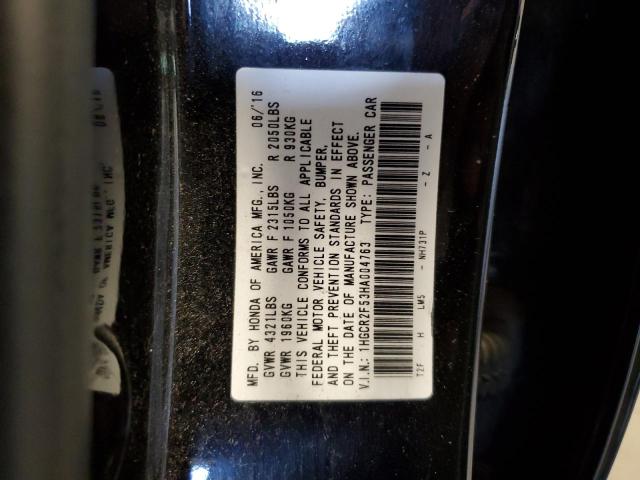 MFD. BY HONDA OF AMERICA MFG., INC. 06/'16
GVWR 4321LBS GAWR F 2315LBS R 2050LBS
GVWR 1960KG GAWR F 1050KG R 930KG
THIS VEHICLE CONFORMS TO ALL APPLICABLE
FEDERAL MOTOR VEHICLE SAFETY, BUMPER,
AND THEFT PREVENTION STANDARDS IN EFFECT
ON THE DATE OF MANUFACTURE SHOWN ABOVE.
V.I.N.: 1HGCR2F53HA004763 TYPE: PASSENGER CAR
T2F H LM5 - NH731P - Z - A